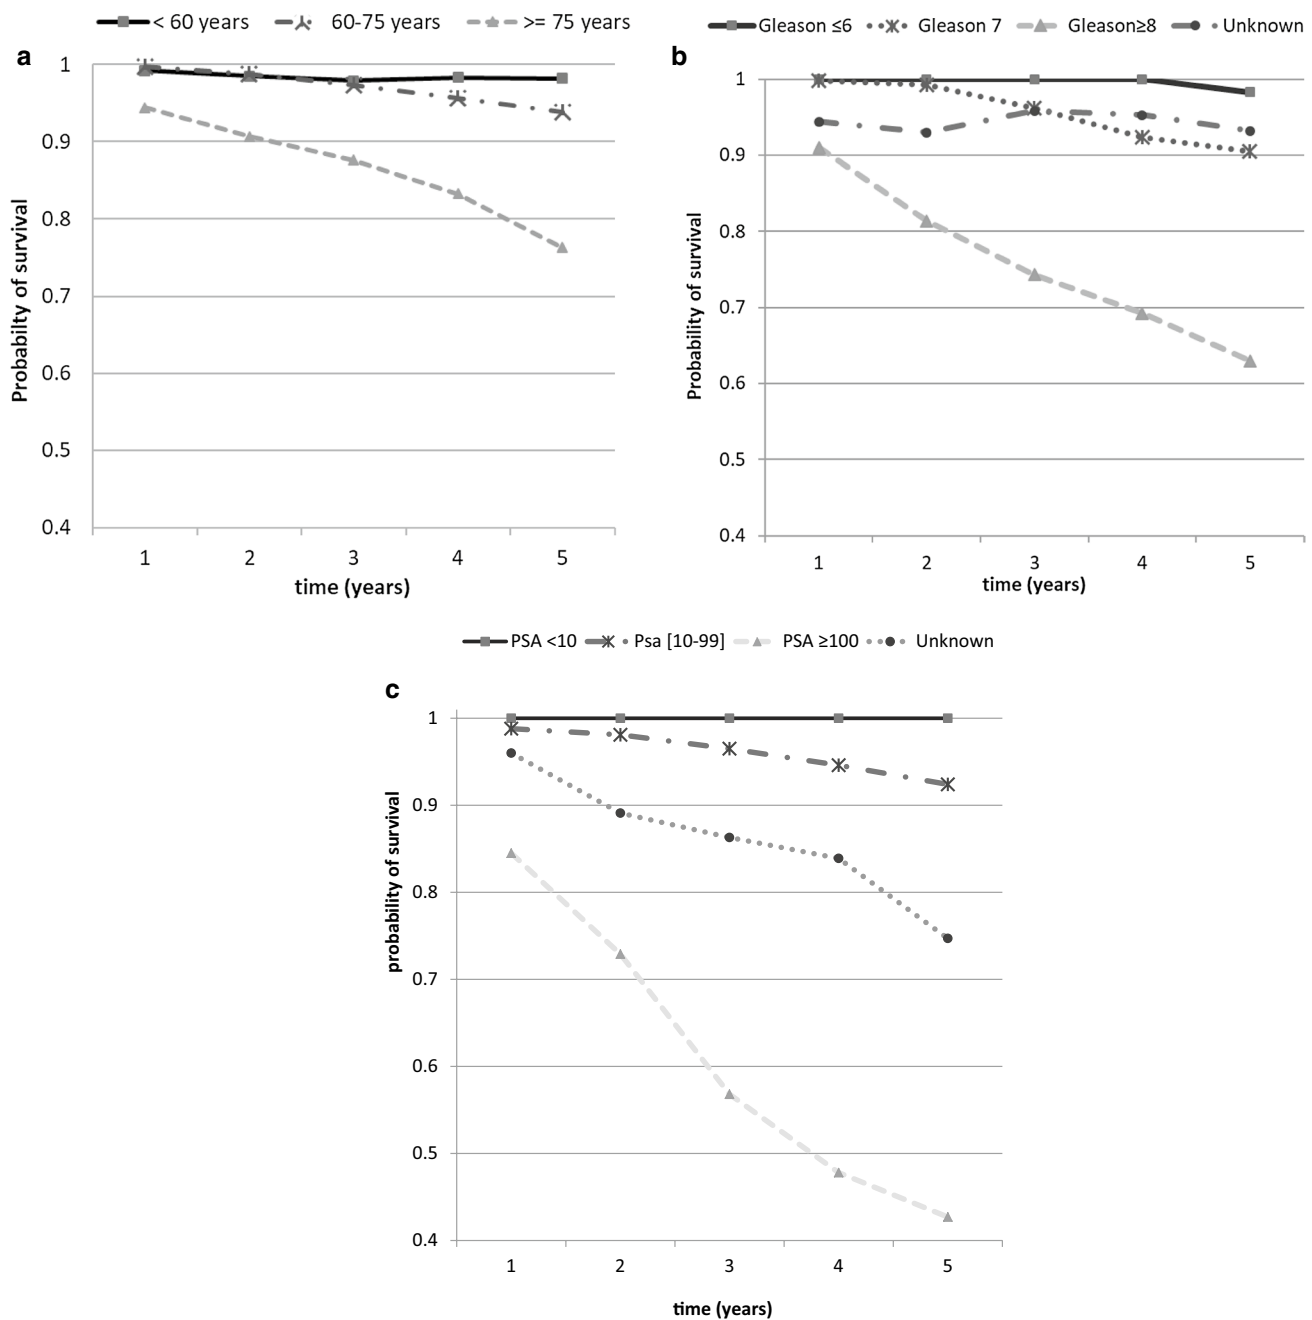 < 60 years 60-75 years >= 75 years
a
1
0.9
0.8
0.7
0.6
0.5
0.4
Probability of survival
1 2 3 4 5
time (years)
Gleason ≤6 Gleason 7 Gleason≥8 Unknown
b
1
0.9
0.8
0.7
0.6
0.5
0.4
Probability of survival
1 2 3 4 5
time (years)
PSA <10 Psa [10-99] PSA ≥100 Unknown
c
1
0.9
0.8
0.7
0.6
0.5
0.4
probability of survival
1 2 3 4 5
time (years)